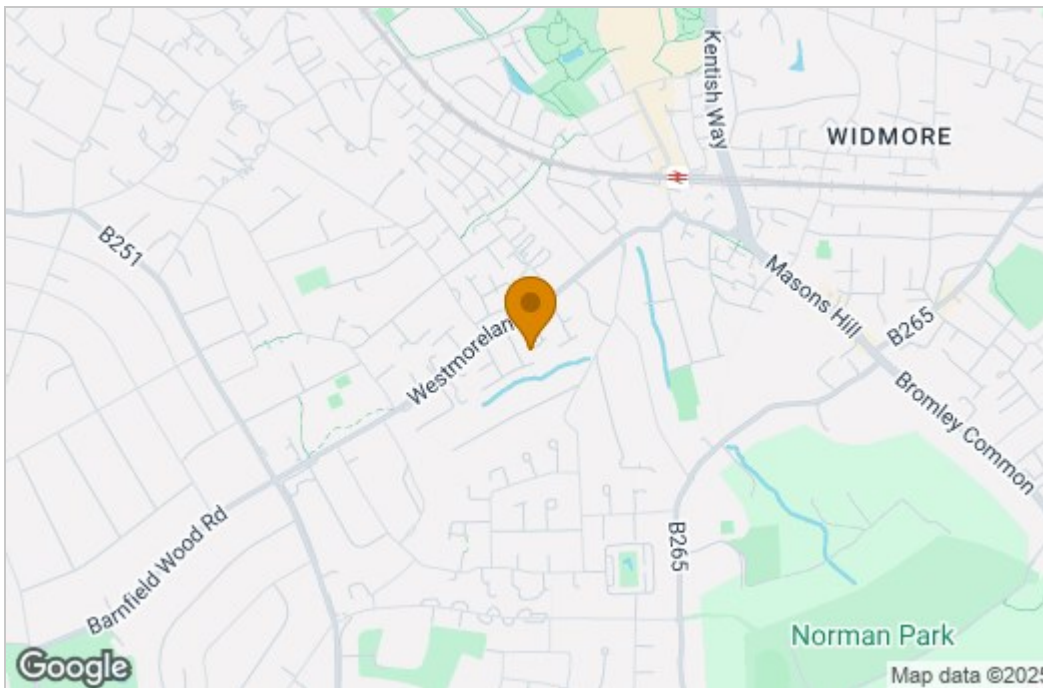 Kentish Way
WIDMORE
B251
Masons Hill
B265
Westmorelan
Bromley Common
Barnfield Wood Rd
B265
Norman Park
Google
Map data ©2025